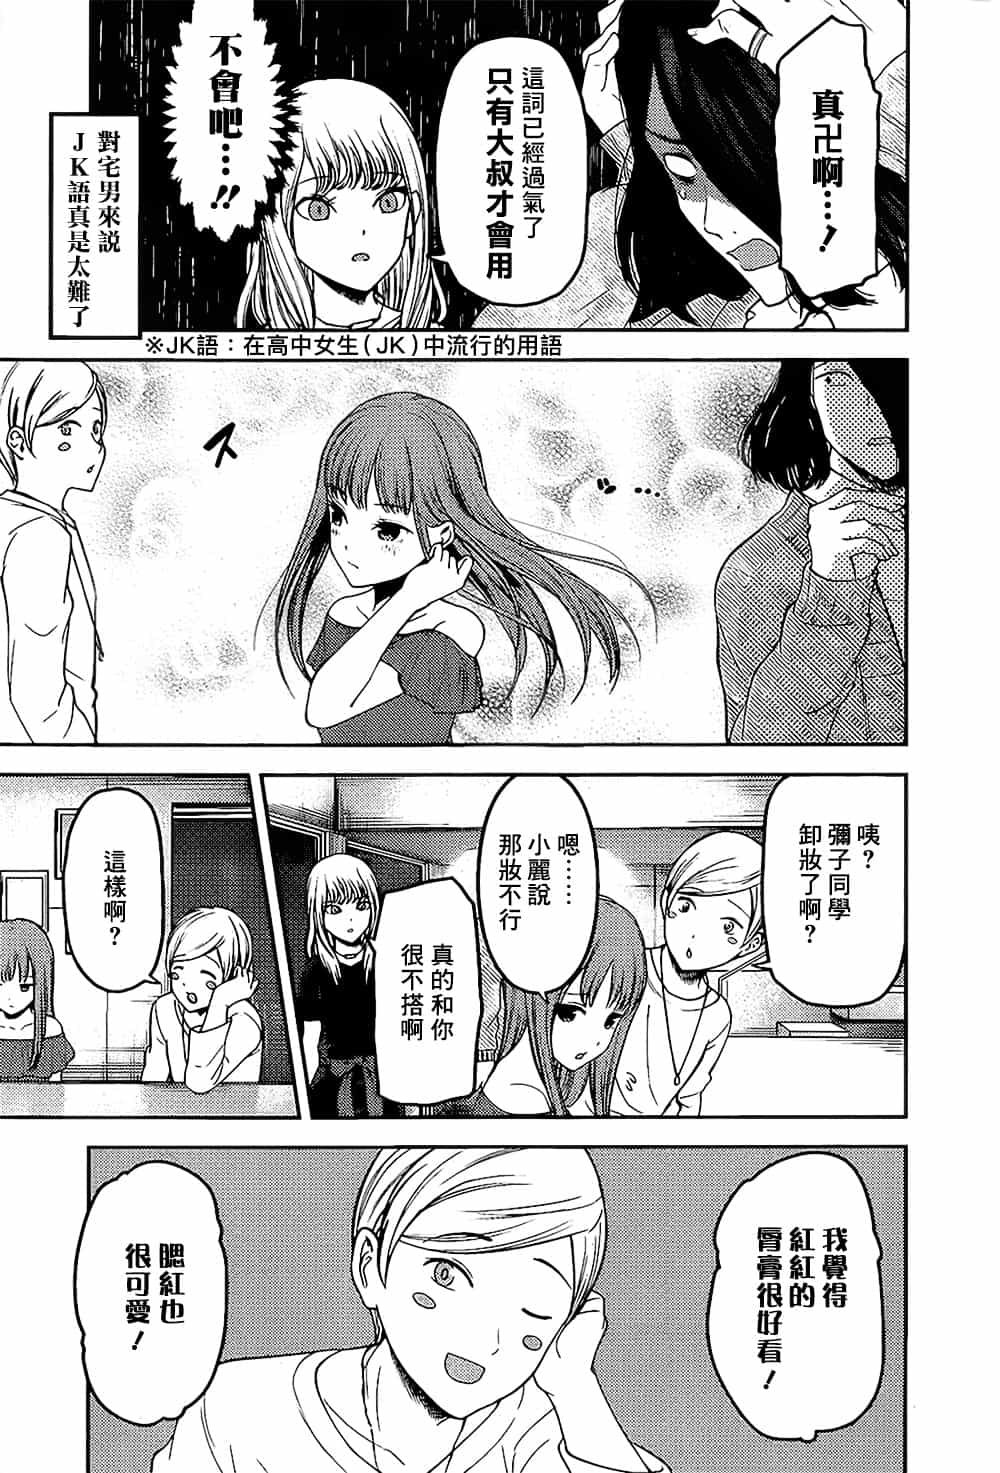 真卍啊…!
這詞已經過氣了
只有大叔才會用
不會吧…!!
對宅男來說
JK語真是太難了
※JK語：在高中女生(JK)中流行的用語
ス
…
咦？
彌子同學
卸妝了啊？
嗯……
小麗說
那妝不行
真的和你
很不搭啊
這樣啊？
我覺得
紅紅的
唇膏很好看！
腮紅也
很可愛！